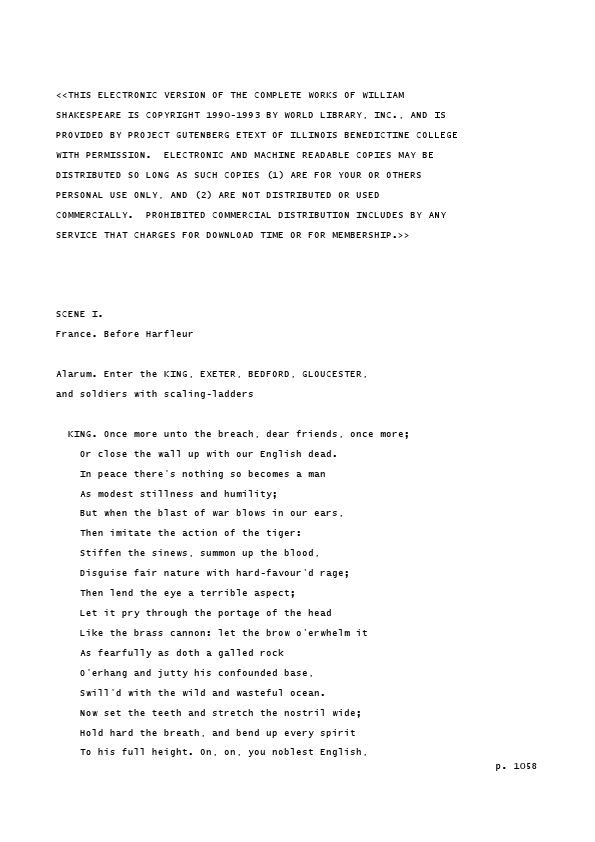 <<THIS ELECTRONIC VERSION OF THE COMPLETE WORKS OF WILLIAM
SHAKESPEARE IS COPYRIGHT 1990-1993 BY WORLD LIBRARY, INC., AND IS
PROVIDED BY PROJECT GUTENBERG ETEXT OF ILLINOIS BENEDICTINE COLLEGE
WITH PERMISSION.  ELECTRONIC AND MACHINE READABLE COPIES MAY BE
DISTRIBUTED SO LONG AS SUCH COPIES (1) ARE FOR YOUR OR OTHERS
PERSONAL USE ONLY, AND (2) ARE NOT DISTRIBUTED OR USED
COMMERCIALLY.  PROHIBITED COMMERCIAL DISTRIBUTION INCLUDES BY ANY
SERVICE THAT CHARGES FOR DOWNLOAD TIME OR FOR MEMBERSHIP.>>
SCENE I.
France. Before Harfleur
Alarum. Enter the KING, EXETER, BEDFORD, GLOUCESTER,
and soldiers with scaling-ladders
KING. Once more unto the breach, dear friends, once more;
Or close the wall up with our English dead.
In peace there's nothing so becomes a man
As modest stillness and humility;
But when the blast of war blows in our ears,
Then imitate the action of the tiger:
Stiffen the sinews, summon up the blood,
Disguise fair nature with hard-favour'd rage;
Then lend the eye a terrible aspect;
Let it pry through the portage of the head
Like the brass cannon: let the brow o'erwhelm it
As fearfully as doth a galled rock
O'erhang and jutty his confounded base,
Swill'd with the wild and wasteful ocean.
Now set the teeth and stretch the nostril wide;
Hold hard the breath, and bend up every spirit
To his full height. On, on, you noblest English,
p. 1058